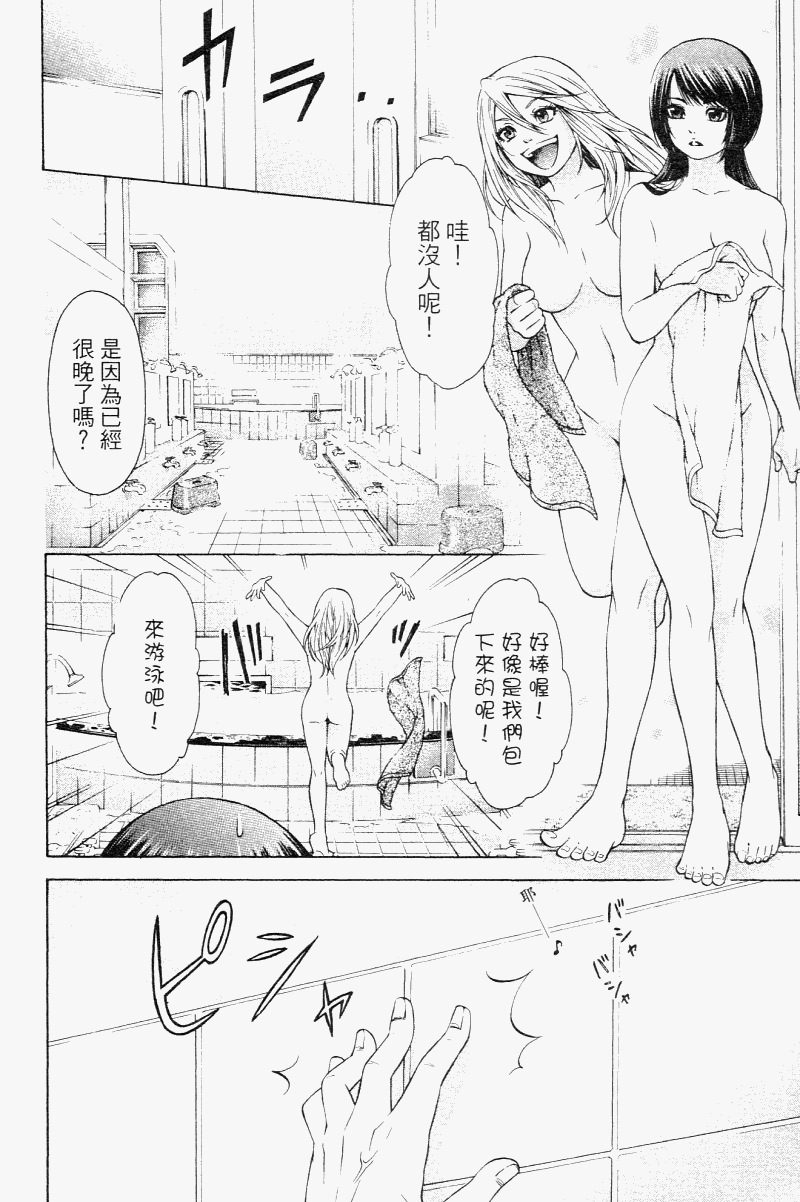 ガラ‥
哇！
都沒人呢！
是因為已經
很晚了嗎？
好棒喔！
好像是我們包
下來的呢！
來游泳吧！
耶♪
バシャ
バシャ
ピシャ